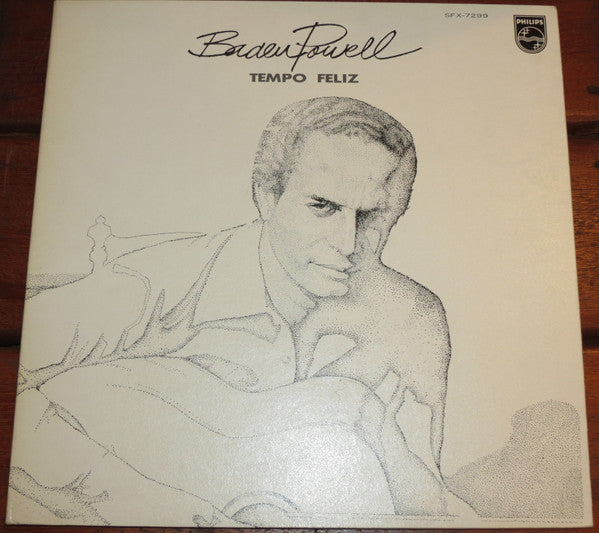 SFX-7299
PHILIPS
Baden Powell
TEMPO FELIZ